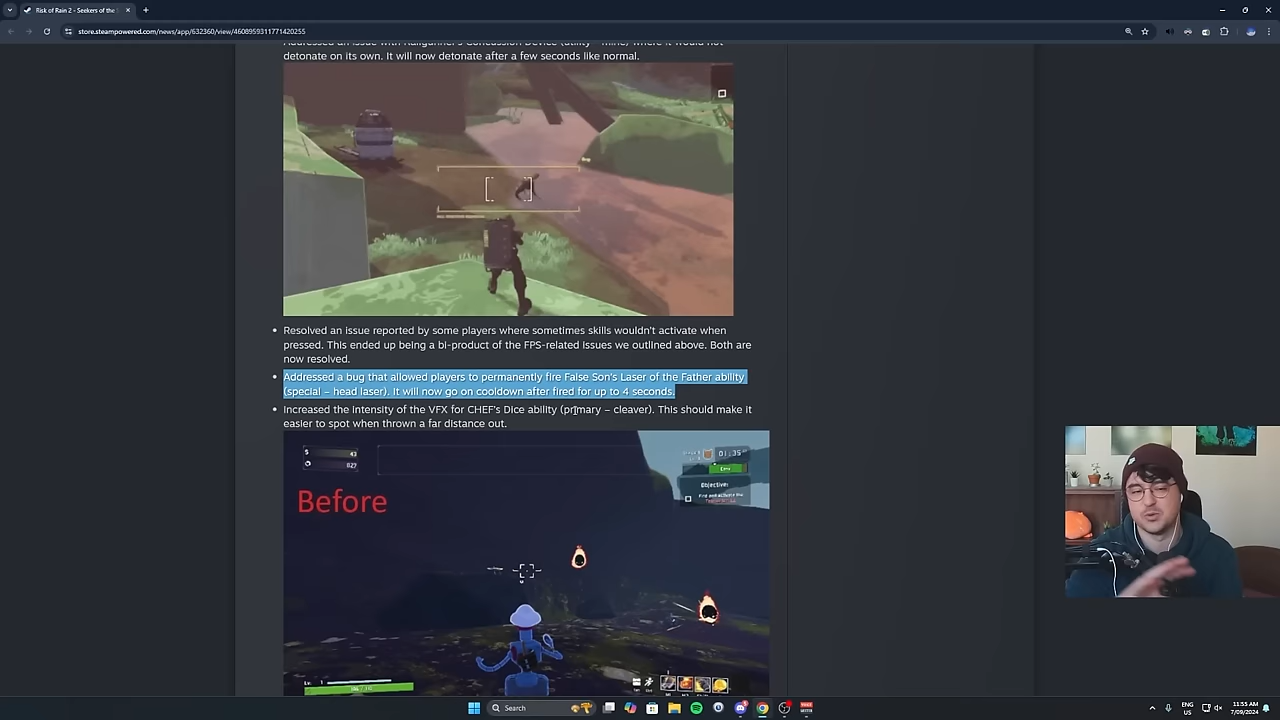 Risk of Rain 2 - Seekers of the S
store.steampowered.com/news/app/632360/view/4608959311771420255
detonate on its own. It will now detonate after a few seconds like normal.
• Resolved an issue reported by some players where sometimes skills wouldn't activate when
pressed. This ended up being a bi-product of the FPS-related issues we outlined above. Both are
now resolved.
• Addressed a bug that allowed players to permanently fire False Son's Laser of the Father ability
(special – head laser). It will now go on cooldown after fired for up to 4 seconds.
• Increased the intensity of the VFX for CHEF's Dice ability (primary – cleaver). This should make it
easier to spot when thrown a far distance out.
$ 43
827
01:35
Objective:
Before
Search
ENG
US
11:55 AM
7/09/2024